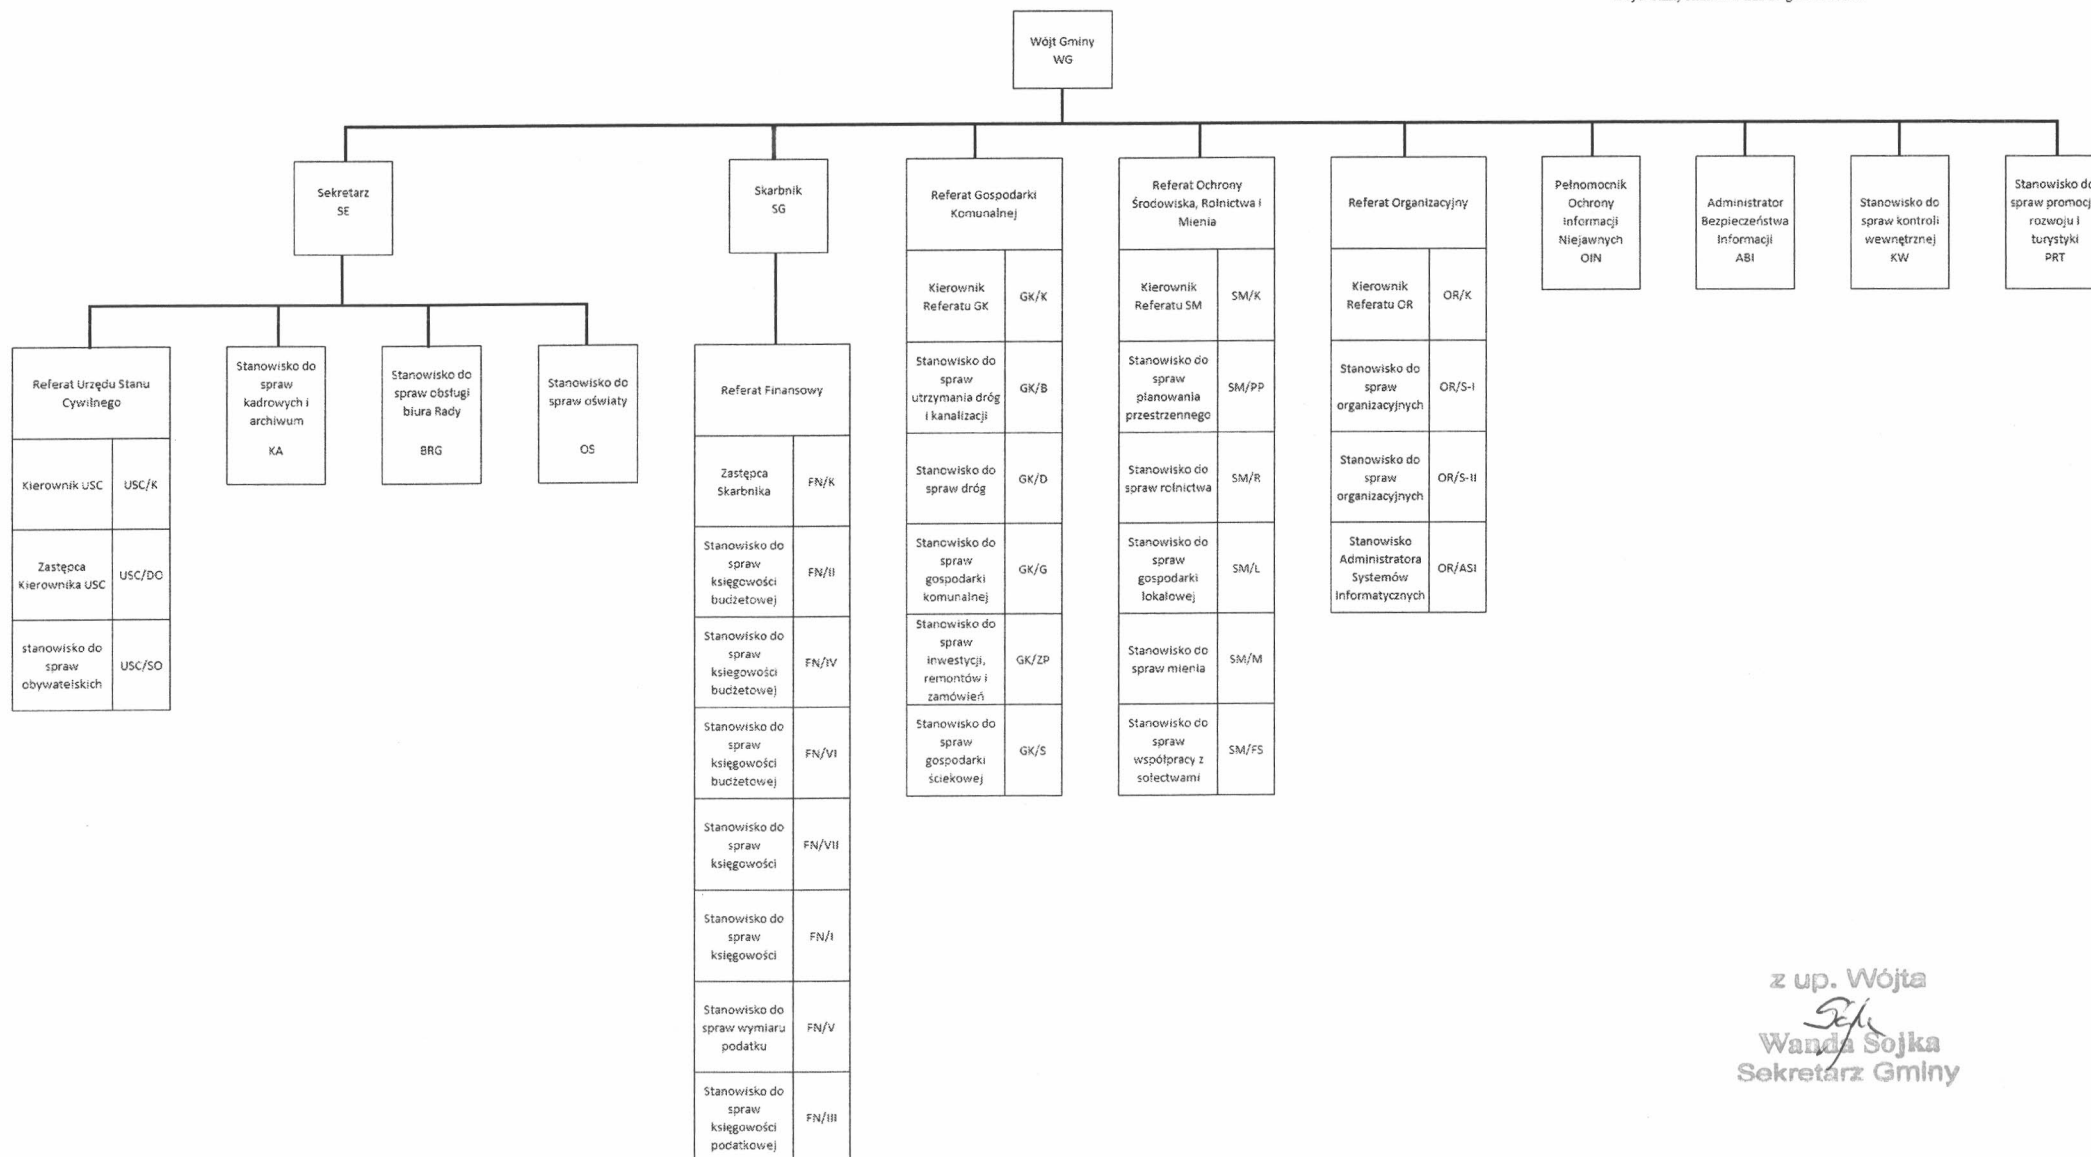 Wójt Gminy
WG
Sekretarz
SE
Skarbnik
SG
Referat Gospodarki
Komunalnej
Kierownik
Referatu GK
GK/K
Stanowisko do
spraw
utrzymania dróg
i kanalizacji
GK/B
Stanowisko do
spraw dróg
GK/D
Stanowisko do
spraw
gospodarki
komunalnej
GK/G
Stanowisko do
spraw
inwestycji,
remontów i
zamówień
GK/ZP
Stanowisko do
spraw
gospodarki
ściekowej
GK/S
Referat Ochrony
Środowiska, Rolnictwa i
Mienia
Kierownik
Referatu SM
SM/K
Stanowisko do
spraw
planowania
przestrzennego
SM/PP
Stanowisko do
spraw rolnictwa
SM/R
Stanowisko do
spraw
gospodarki
lokalowej
SM/L
Stanowisko do
spraw mienia
SM/M
Stanowisko do
spraw
współpracy z
sołectwami
SM/FS
Referat Organizacyjny
Kierownik
Referatu OR
OR/K
Stanowisko do
spraw
organizacyjnych
OR/S-I
Stanowisko do
spraw
organizacyjnych
OR/S-II
Stanowisko
Administratora
Systemów
Informatycznych
OR/ASI
Pełnomocnik
Ochrony
Informacji
Niejawnych
OIN
Administrator
Bezpieczeństwa
Informacji
ABI
Stanowisko do
spraw kontroli
wewnętrznej
KW
Stanowisko do
spraw promocji
rozwoju i
turystyki
PRT
Referat Urzędu Stanu
Cywilnego
Kierownik USC
USC/K
Zastępca
Kierownika USC
USC/DO
stanowisko do
spraw
obywatelskich
USC/SO
Stanowisko do
spraw
kadrowych i
archiwum
KA
Stanowisko do
spraw obsługi
biura Rady
BRG
Stanowisko do
spraw oświaty
OS
Referat Finansowy
Zastępca
Skarbnika
FN/K
Stanowisko do
spraw
księgowości
budżetowej
FN/II
Stanowisko do
spraw
ksiegowości
budżetowej
FN/IV
Stanowisko do
spraw
księgowości
budżetowej
FN/VI
Stanowisko do
spraw
księgowości
FN/VII
Stanowisko do
spraw
księgowości
FN/I
Stanowisko do
spraw wymiaru
podatku
FN/V
Stanowisko do
spraw
księgowości
podatkowej
FN/III
z up. Wójta
Wanda Sojka
Sekretarz Gminy